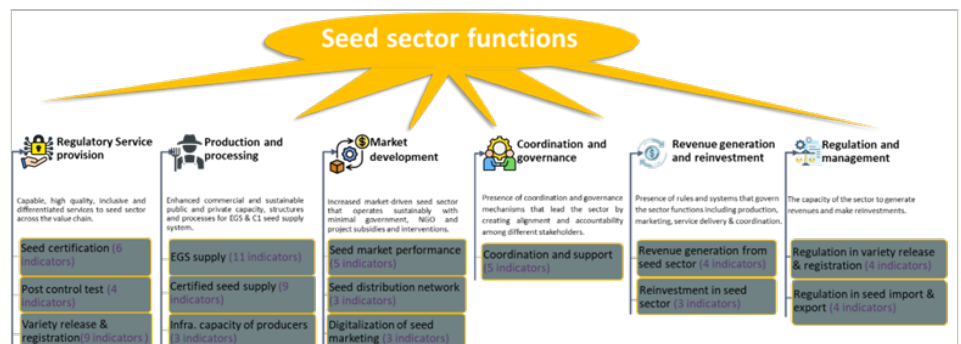 Seed sector functions
Regulatory Service
provision
Capable, high quality, inclusive and
differentiated services to seed sector
across the value chain.
Seed certification (6
indicators)
Post control test (4
indicators)
Variety release &
registration(9 indicators)
Production and
processing
Enhanced commercial and sustainable
public and private capacity, structures
and processes for EGS & C1 seed supply
system.
EGS supply (11 indicators)
Certified seed supply (9
indicators)
Infra. capacity of producers
(3 indicators)
Market
development
Increased market-driven seed sector
that operates sustainably with
minimal government, NGO and
project subsidies and interventions.
Seed market performance
(5 indicators)
Seed distribution network
(3 indicators)
Digitalization of seed
marketing (3 indicators)
Coordination and
governance
Presence of coordination and governance
mechanisms that lead the sector by
creating alignment and accountability
among different stakeholders.
Coordination and support
(5 indicators)
Revenue generation
and reinvestment
Presence of rules and systems that govern
the sector functions including production,
marketing, service delivery & coordination.
Revenue generation from
seed sector (4 indicators)
Reinvestment in seed
sector (3 indicators)
Regulation and
management
The capacity of the sector to generate
revenues and make reinvestments.
Regulation in variety release
& registration (4 indicators)
Regulation in seed import &
export (4 indicators)